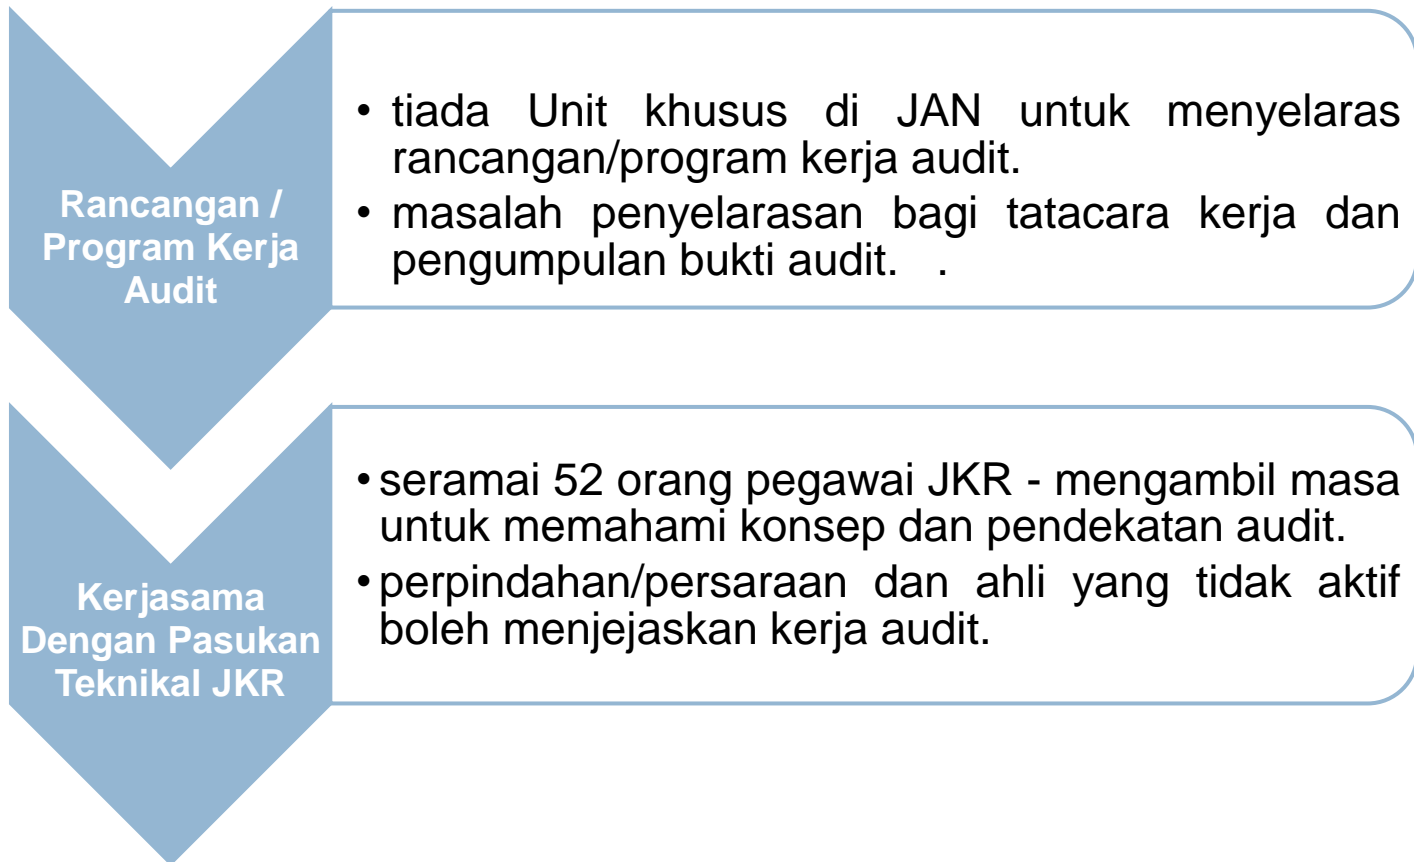 Rancangan /
Program Kerja
Audit
• tiada Unit khusus di JAN untuk menyelaras
rancangan/program kerja audit.
• masalah penyelarasan bagi tatacara kerja dan
pengumpulan bukti audit. .
Kerjasama
Dengan Pasukan
Teknikal JKR
• seramai 52 orang pegawai JKR - mengambil masa
untuk memahami konsep dan pendekatan audit.
• perpindahan/persaraan dan ahli yang tidak aktif
boleh menjejaskan kerja audit.